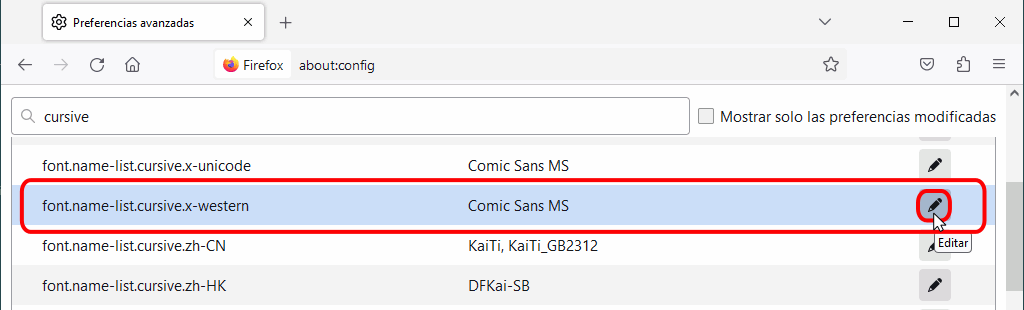 Preferencias avanzadas
Firefox about:config
cursive
Mostrar solo las preferencias modificadas
font.name-list.cursive.x-unicode Comic Sans MS
font.name-list.cursive.x-western Comic Sans MS
font.name-list.cursive.zh-CN KaiTi, KaiTi_GB2312
Editar
font.name-list.cursive.zh-HK DFKai-SB